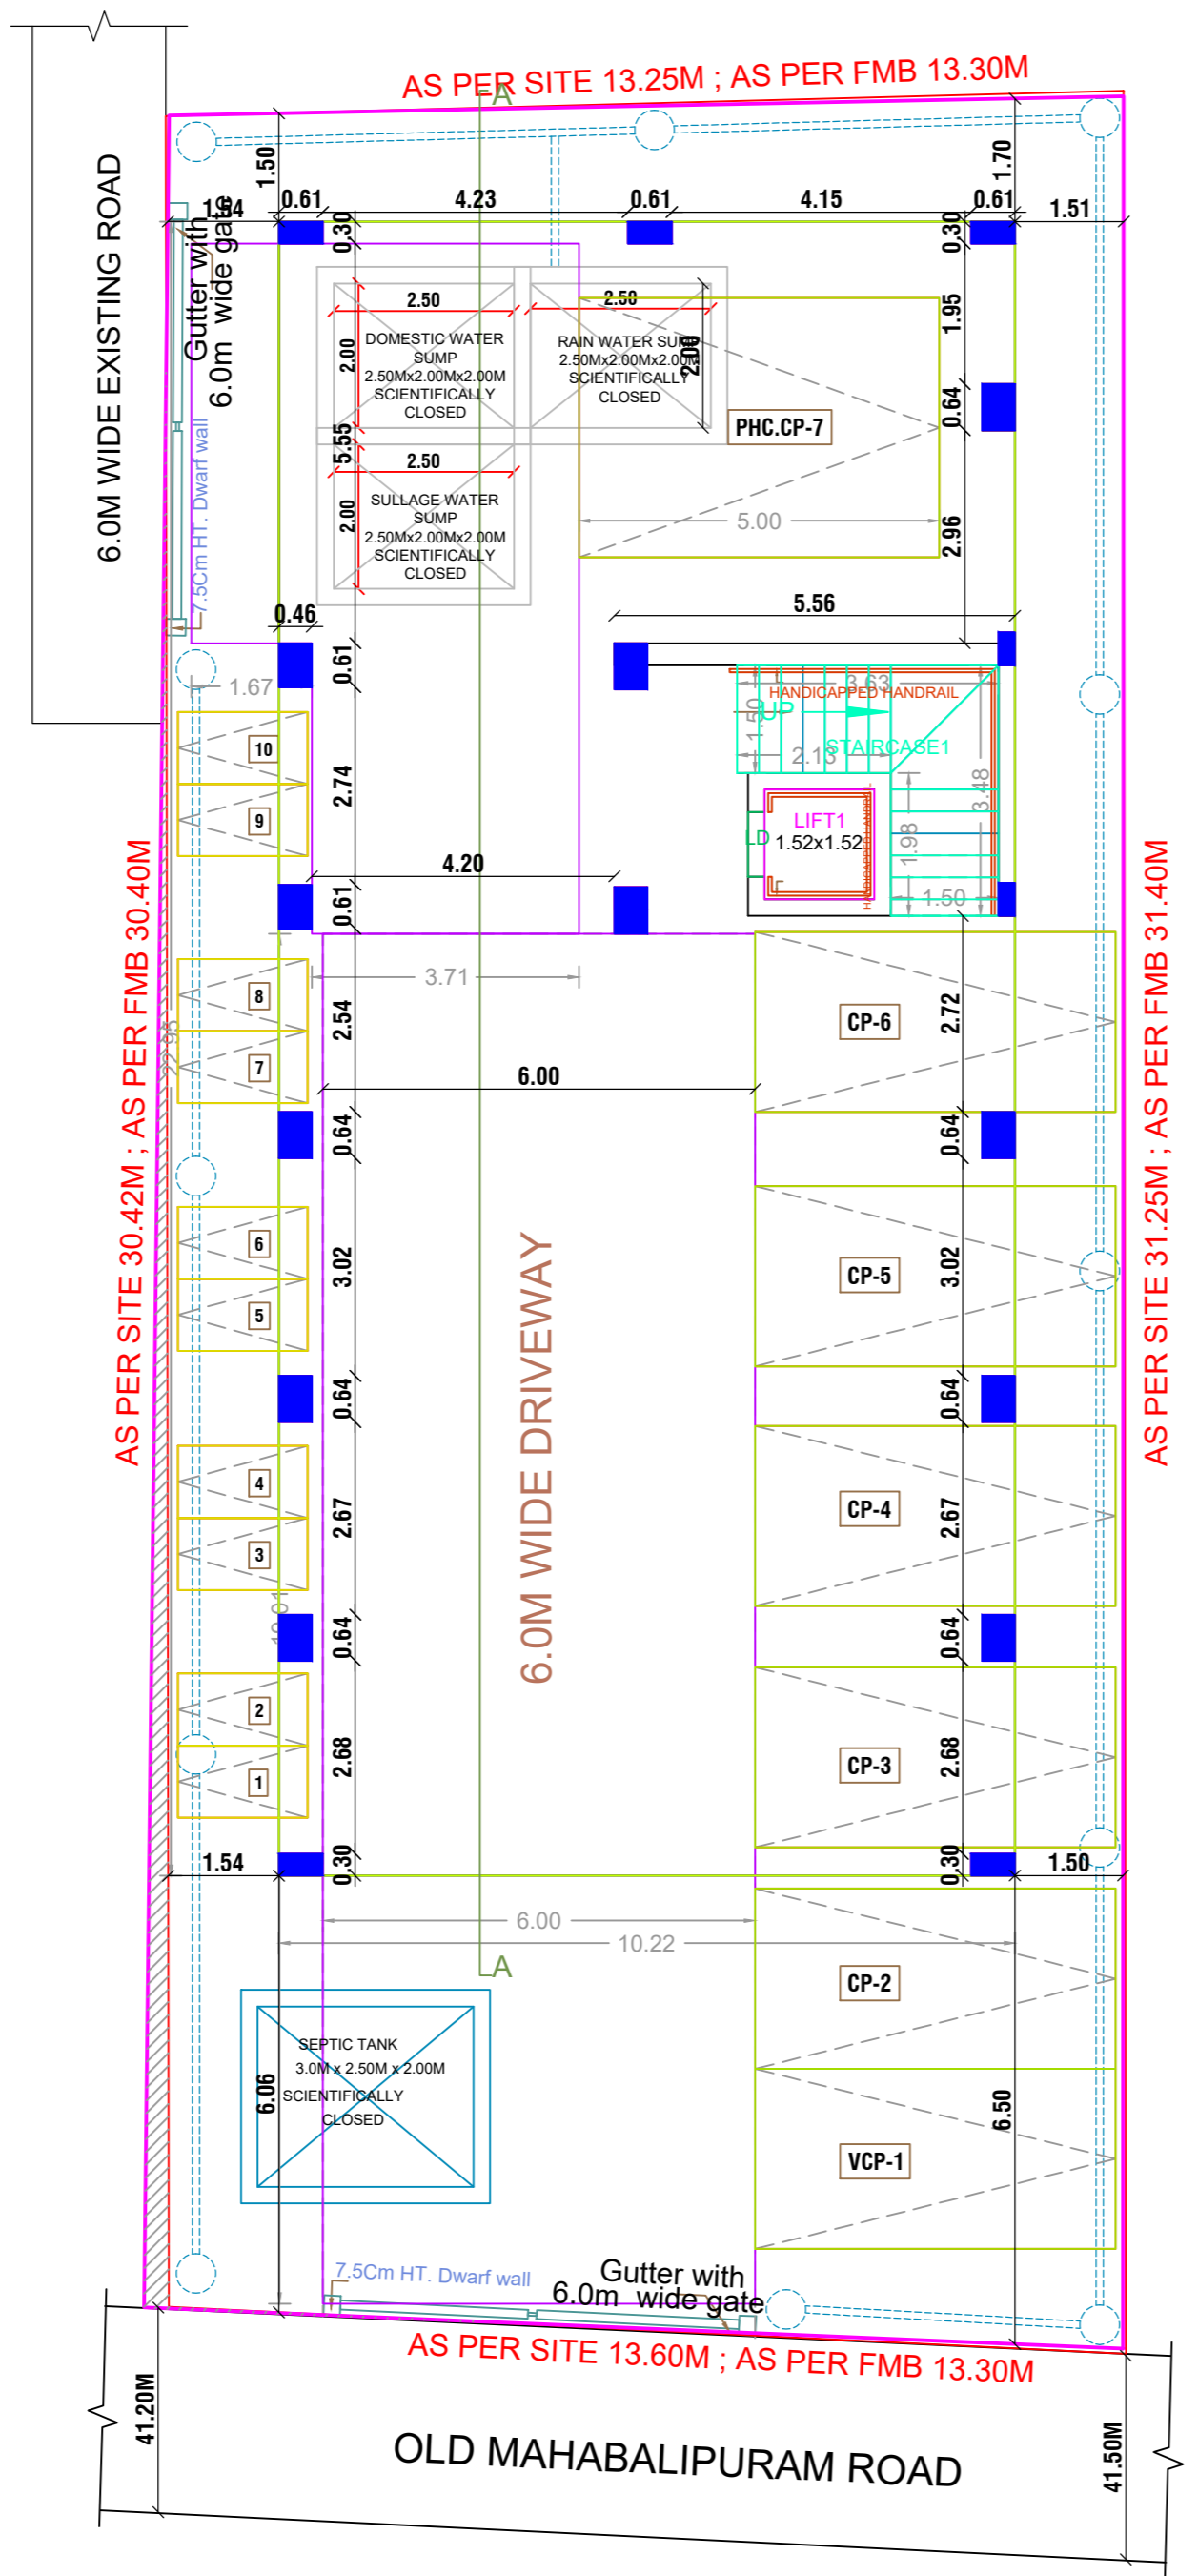 AS PER SITE 13.25M ; AS PER FMB 13.30M
A
6.0M WIDE EXISTING ROAD
1.50
1.70
0.61
4.23
0.61
4.15
0.61
1.51
Gutter with
6.0m wide gate
0.30
0.30
7.5Cm HT. Dwarf wall
2.50
2.50
2.00
2.00
DOMESTIC WATER
SUMP
2.50Mx2.00Mx2.00M
SCIENTIFICALLY
CLOSED
2.50Mx2.00Mx2.00M
SCIENTIFICALLY
CLOSED
1.95
0.64
PHC.CP-7
5.55
2.50
2.00
SULLAGE WATER
SUMP
2.50Mx2.00Mx2.00M
SCIENTIFICALLY
CLOSED
5.00
2.96
0.46
5.56
0.61
1.67
3.63
HANDICAPPED HANDRAIL
1.50
UP
STAIRCASE1
2.13
10
9
2.74
3.48
LIFT1
1.52x1.52
LD
HANDICAPPED HANDRAIL
1.98
4.20
1.50
0.61
AS PER SITE 30.42M ; AS PER FMB 30.40M
AS PER SITE 31.25M ; AS PER FMB 31.40M
3.71
8
7
22.95
2.54
CP-6
2.72
6.00
0.64
0.64
6
5
3.02
CP-5
3.02
6.0M WIDE DRIVEWAY
0.64
0.64
4
3
2.67
CP-4
2.67
0.64
0.64
2
1
2.68
CP-3
2.68
1.54
0.30
0.30
1.50
6.00
10.22
A
CP-2
SEPTIC TANK
3.0M x 2.50M x 2.00M
SCIENTIFICALLY
CLOSED
6.06
6.50
VCP-1
7.5Cm HT. Dwarf wall
Gutter with
6.0m wide gate
AS PER SITE 13.60M ; AS PER FMB 13.30M
41.20M
OLD MAHABALIPURAM ROAD
41.50M